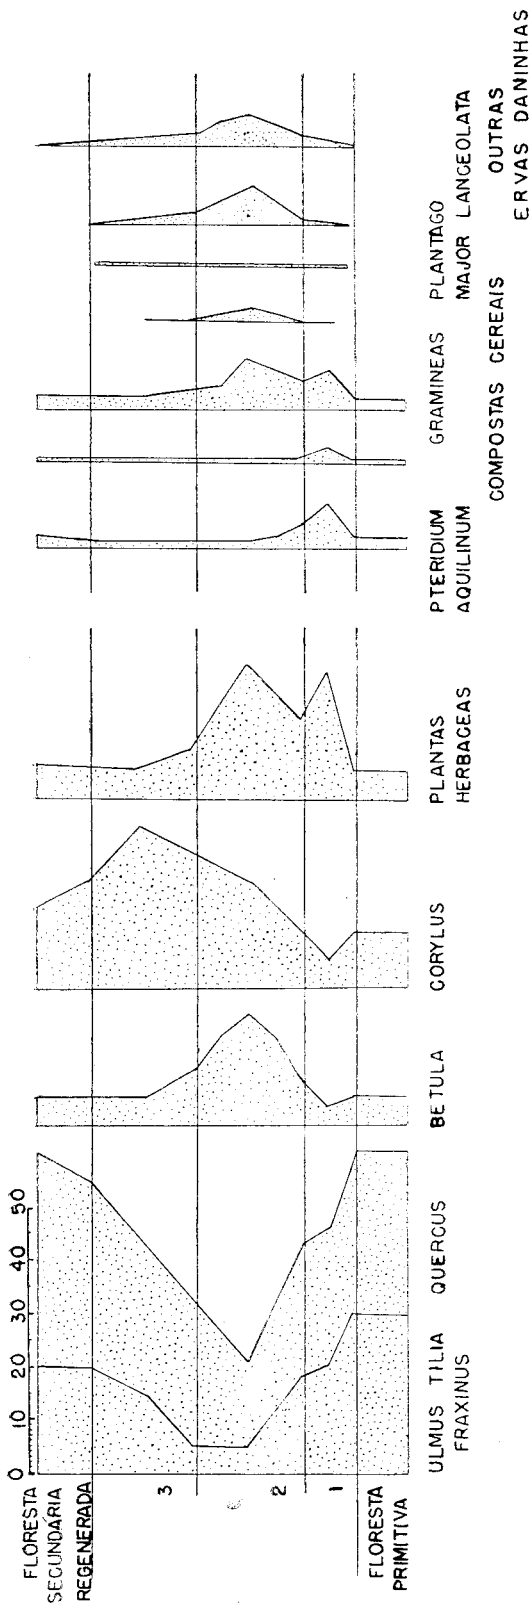 0 10 20 30 40 50
FLORESTA
SECUNDÁRIA
REGENERADA
3
2
1
FLORESTA
PRIMITIVA
ULMUS TILIA
FRAXINUS
QUERCUS
BETULA
CORYLUS
PLANTAS
HERBACEAS
PTERIDIUM
AQUILINUM
GRAMINEAS
COMPOSTAS CEREAIS
PLANTAGO
MAJOR LANCEOLATA
OUTRAS
ERVAS DANINHAS